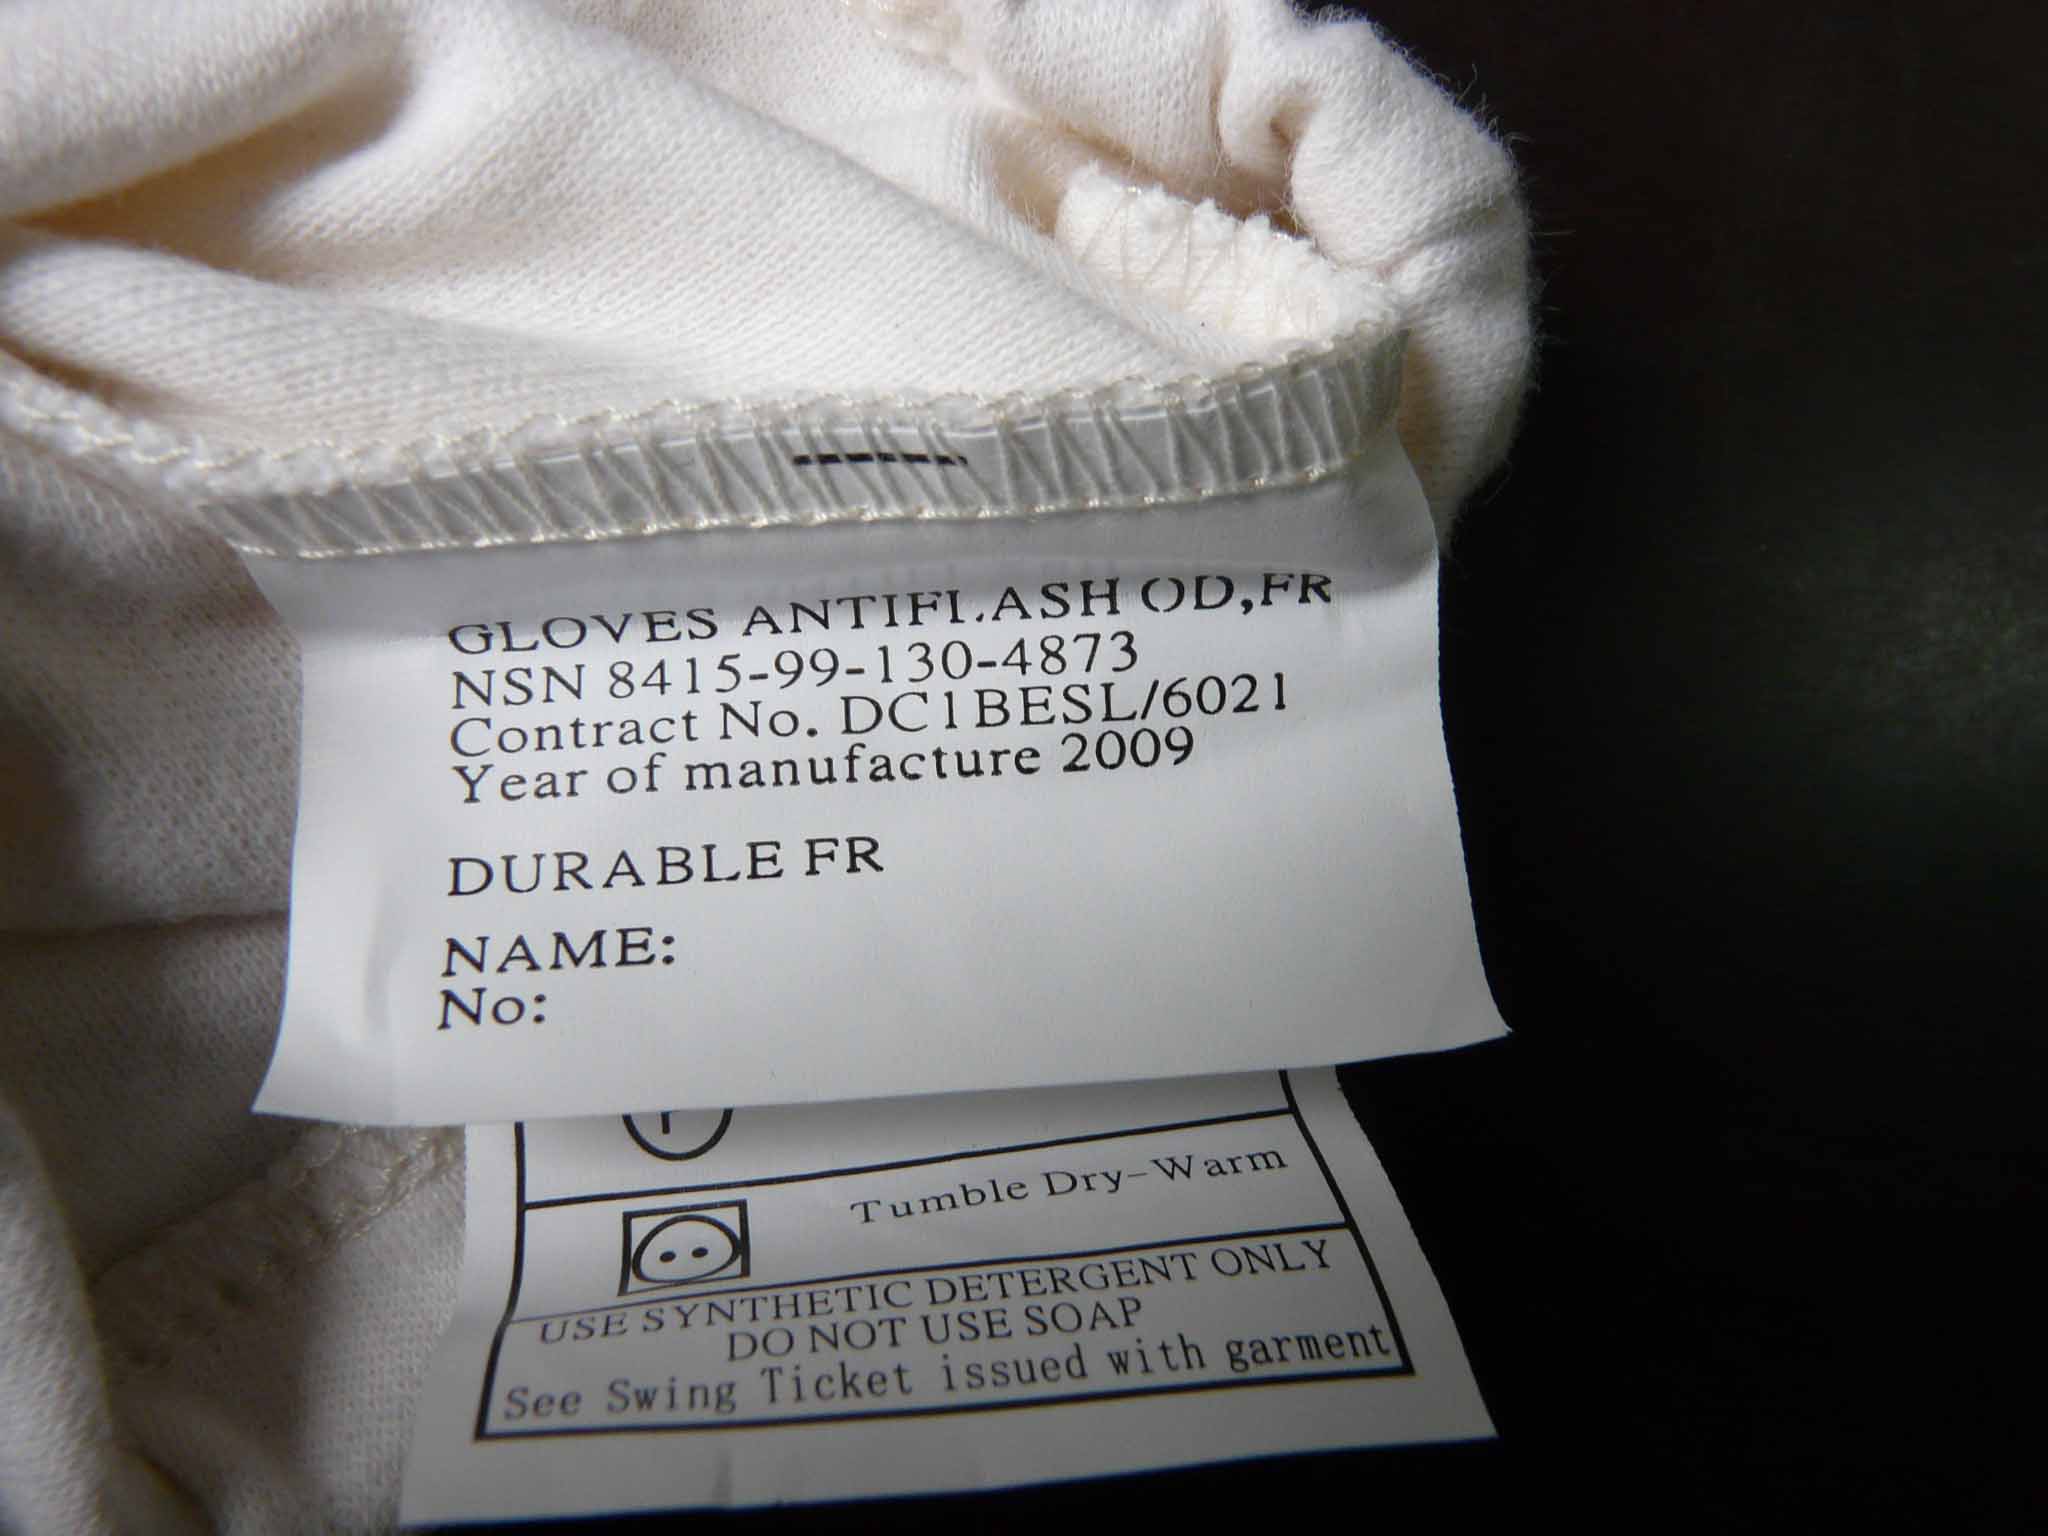 GLOVES ANTIFLASH OD,FR
NSN 8415-99-130-4873
Contract No. DC1BESL/6021
Year of manufacture 2009
DURABLE FR
NAME:
No:
Tumble Dry-Warm
USE SYNTHETIC DETERGENT ONLY
DO NOT USE SOAP
See Swing Ticket issued with garment